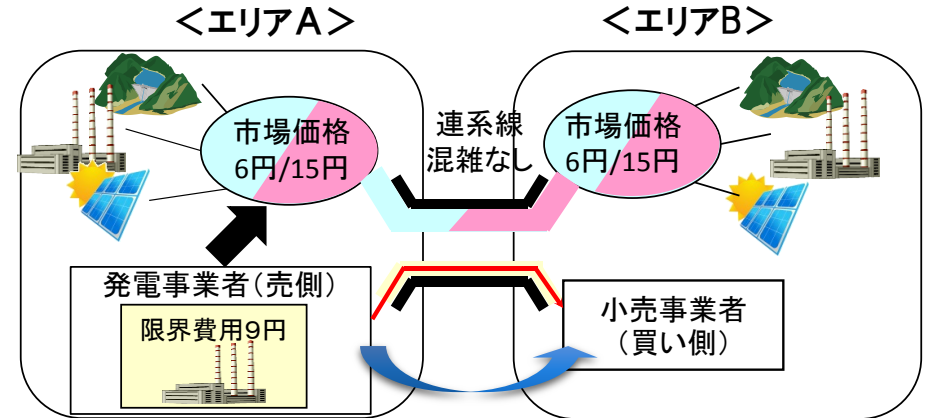 ＜エリアA＞
＜エリアB＞
市場価格
6円/15円
連系線
混雑なし
市場価格
6円/15円
発電事業者(売側)
限界費用9円
小売事業者
(買い側)